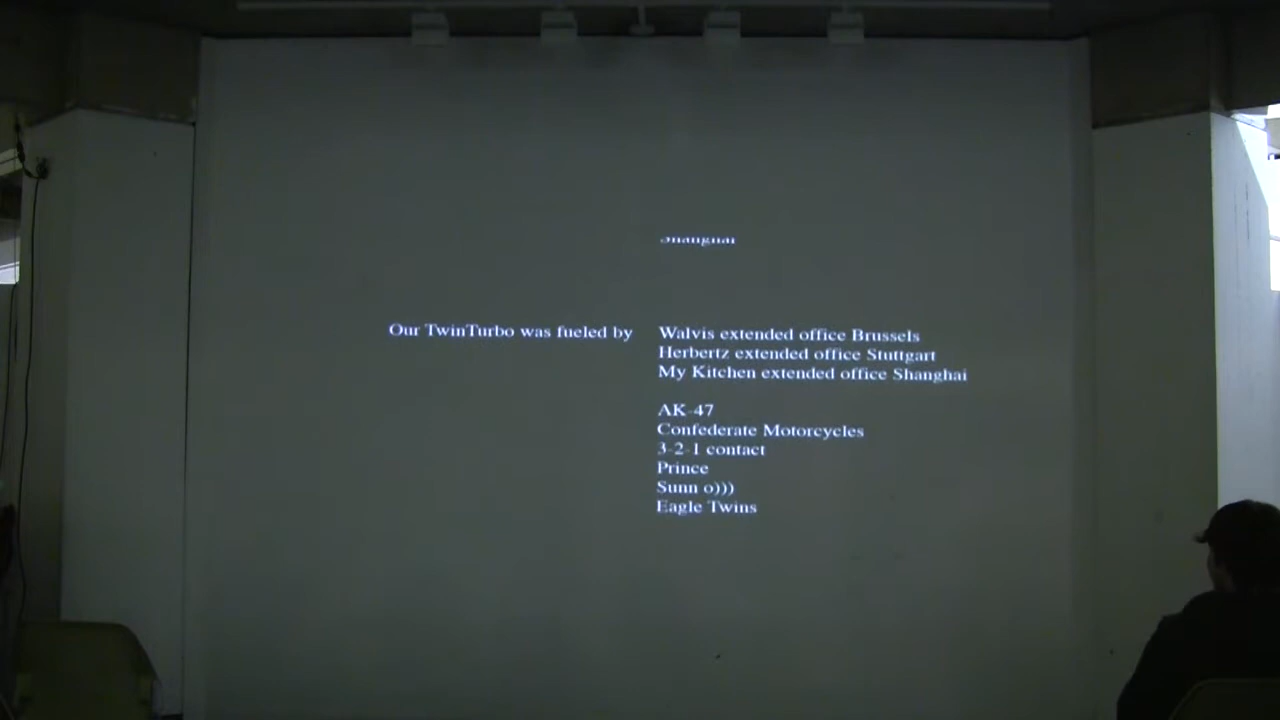 Shanghai
Our TwinTurbo was fueled by Walvis extended office Brussels
Herbertz extended office Stuttgart
My Kitchen extended office Shanghai
AK-47
Confederate Motorcycles
3-2-1 contact
Prince
Sunn o)))
Eagle Twins